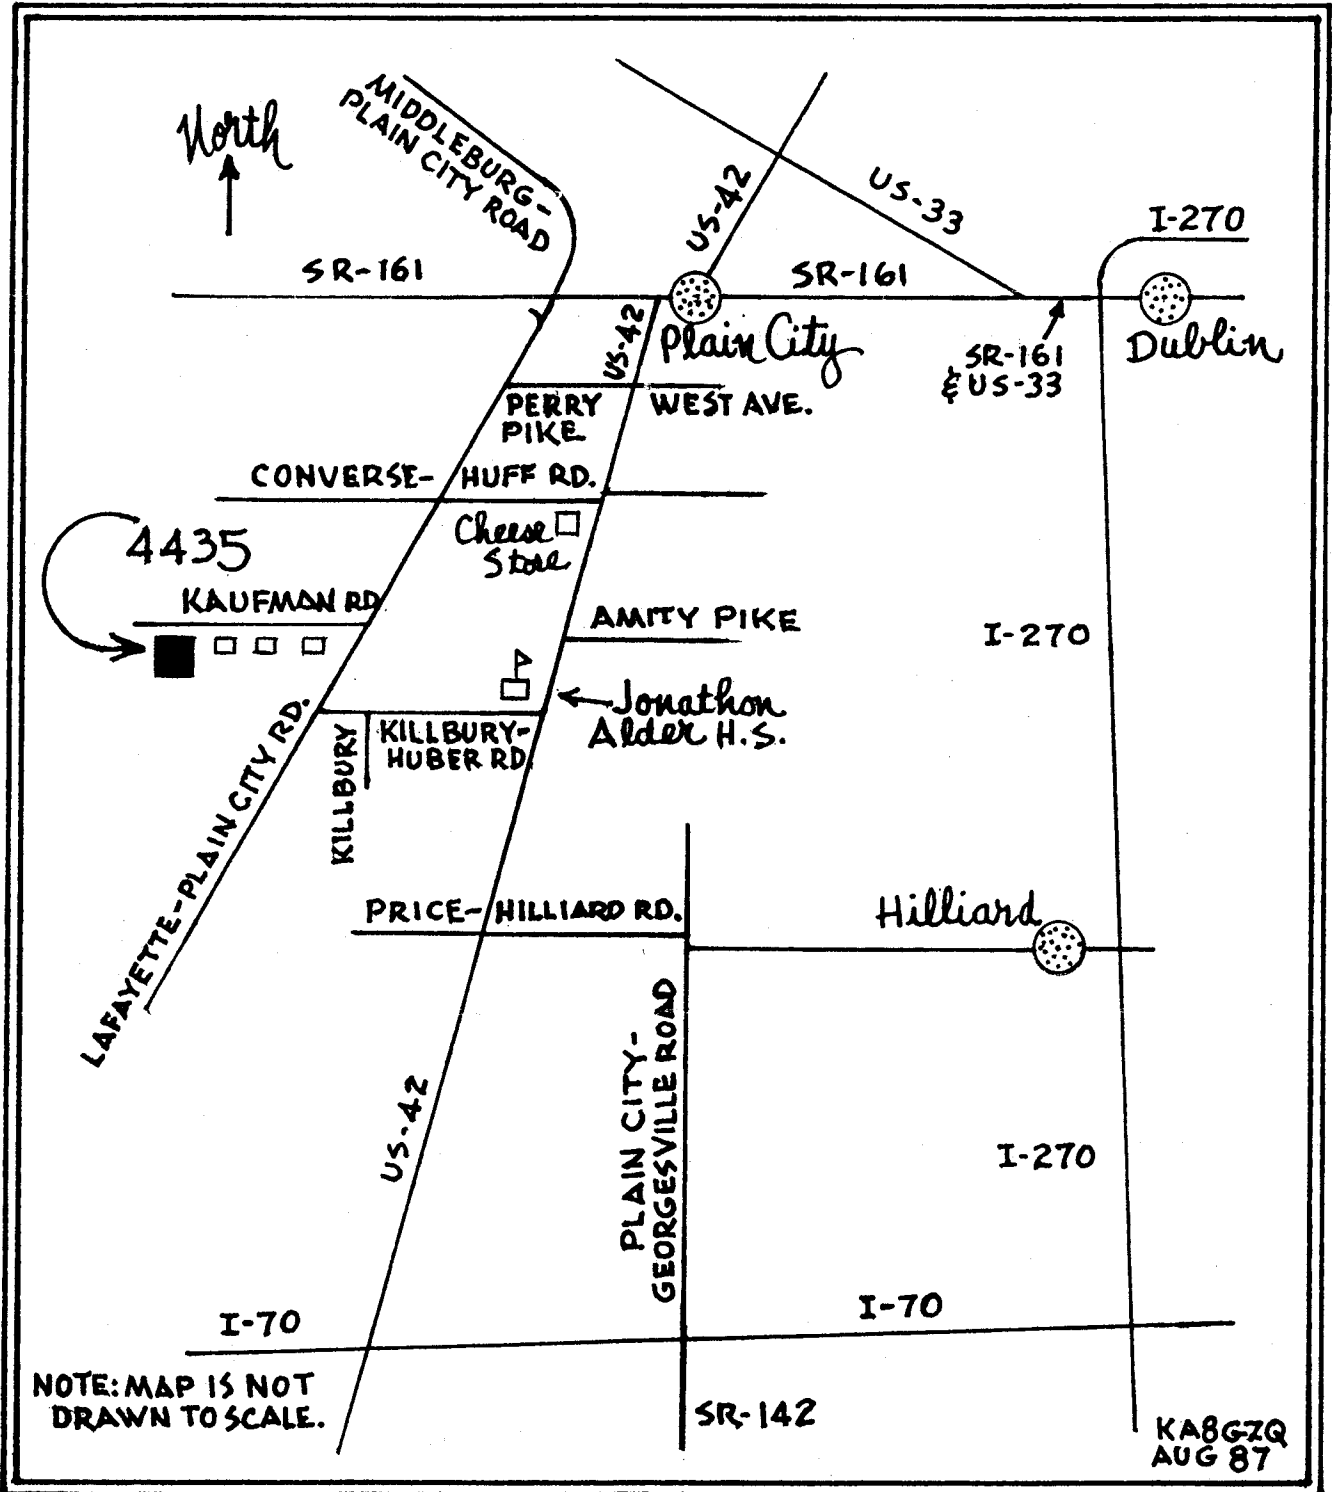 North
MIDDLEBURG-
PLAIN CITY ROAD
US-42
US-33
I-270
SR-161
SR-161
US-42
Plain City
SR-161
& US-33
Dublin
PERRY
PIKE
WEST AVE.
CONVERSE- HUFF RD.
Cheese
Store
4435
KAUFMAN RD
AMITY PIKE
I-270
Jonathon
Alder H.S.
KILLBURY-
HUBER RD
KILLBURY
LAFAYETTE-PLAIN CITY RD.
PRICE-HILLIARD RD.
Hilliard
PLAIN CITY-
GEORGESVILLE ROAD
US-42
I-270
I-70
I-70
NOTE: MAP IS NOT
DRAWN TO SCALE.
SR-142
KA8GZQ
AUG 87